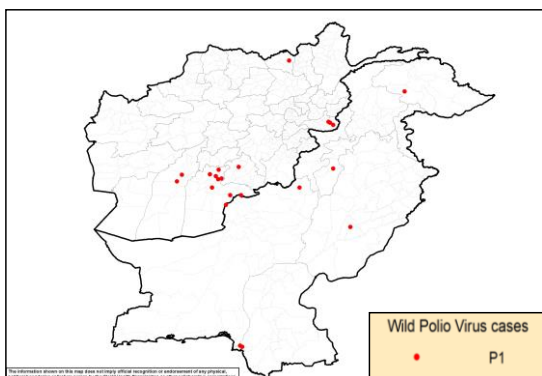 Wild Polio Virus cases
P1
The information shown on this map does not imply official recognition or endorsement of any physical,